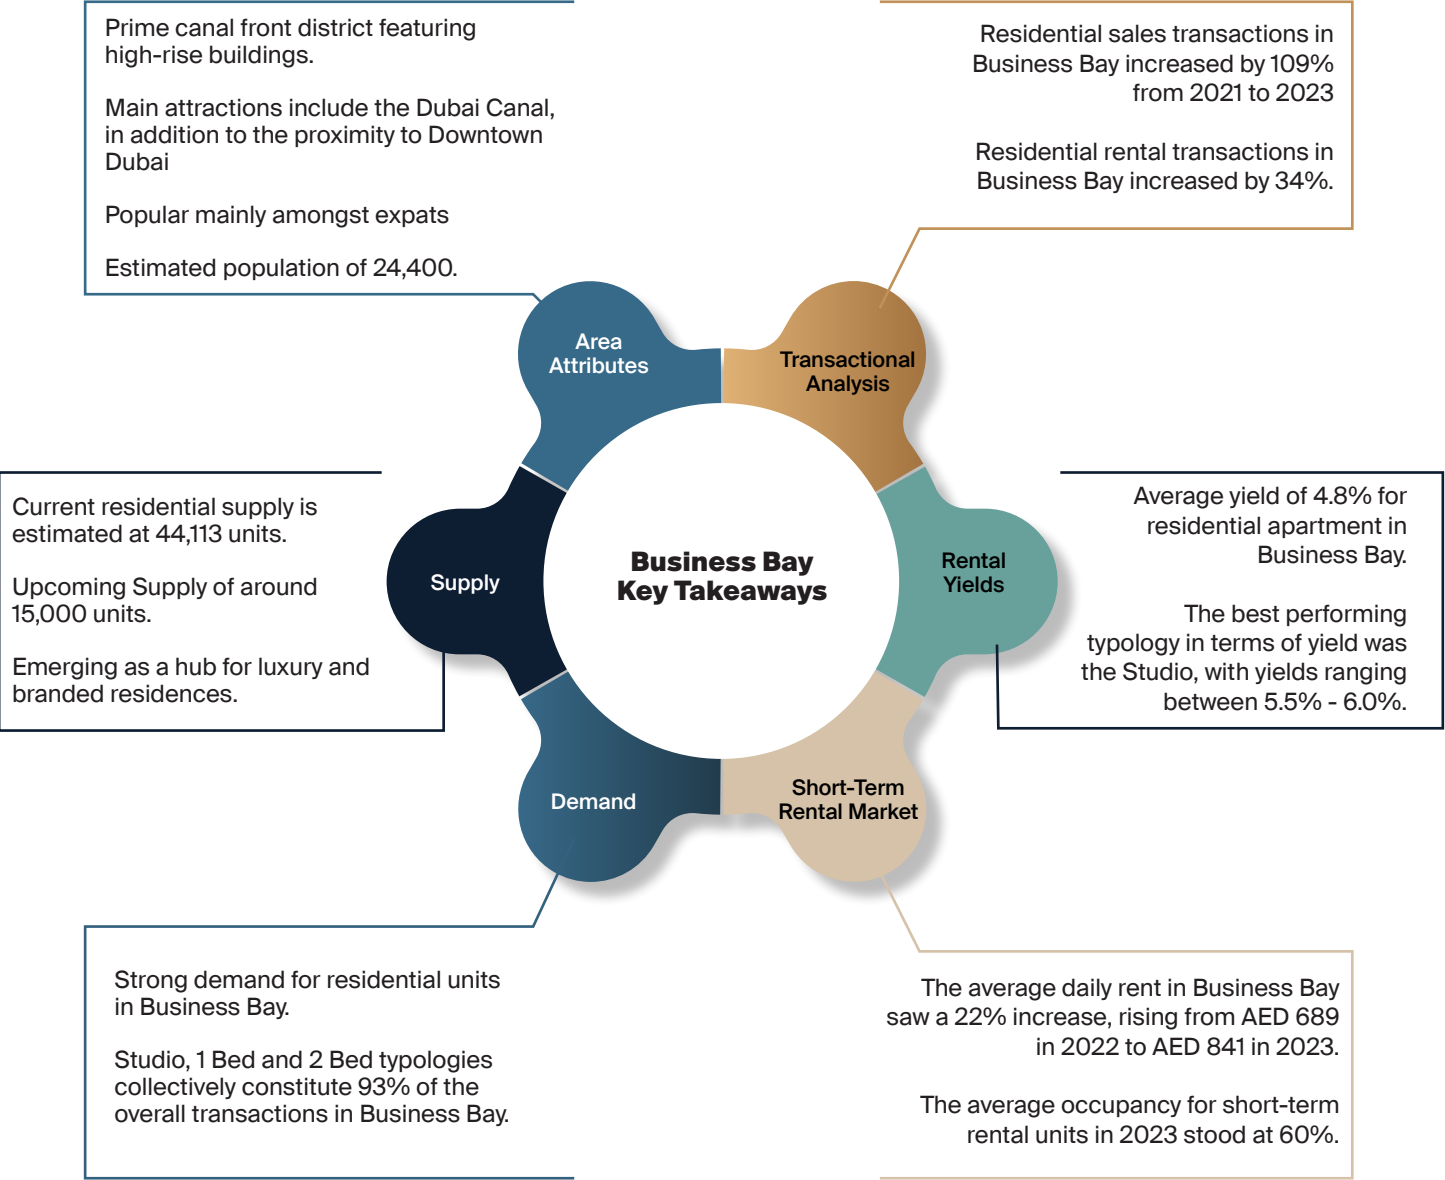 Prime canal front district featuring
high-rise buildings.
Main attractions include the Dubai Canal,
in addition to the proximity to Downtown
Dubai
Popular mainly amongst expats
Estimated population of 24,400.
Residential sales transactions in
Business Bay increased by 109%
from 2021 to 2023
Residential rental transactions in
Business Bay increased by 34%.
Area
Attributes
Transactional
Analysis
Current residential supply is
estimated at 44,113 units.
Upcoming Supply of around
15,000 units.
Emerging as a hub for luxury and
branded residences.
Supply
Business Bay
Key Takeaways
Rental
Yields
Average yield of 4.8% for
residential apartment in
Business Bay.
The best performing
typology in terms of yield was
the Studio, with yields ranging
between 5.5% - 6.0%.
Demand
Short-Term
Rental Market
Strong demand for residential units
in Business Bay.
Studio, 1 Bed and 2 Bed typologies
collectively constitute 93% of the
overall transactions in Business Bay.
The average daily rent in Business Bay
saw a 22% increase, rising from AED 689
in 2022 to AED 841 in 2023.
The average occupancy for short-term
rental units in 2023 stood at 60%.